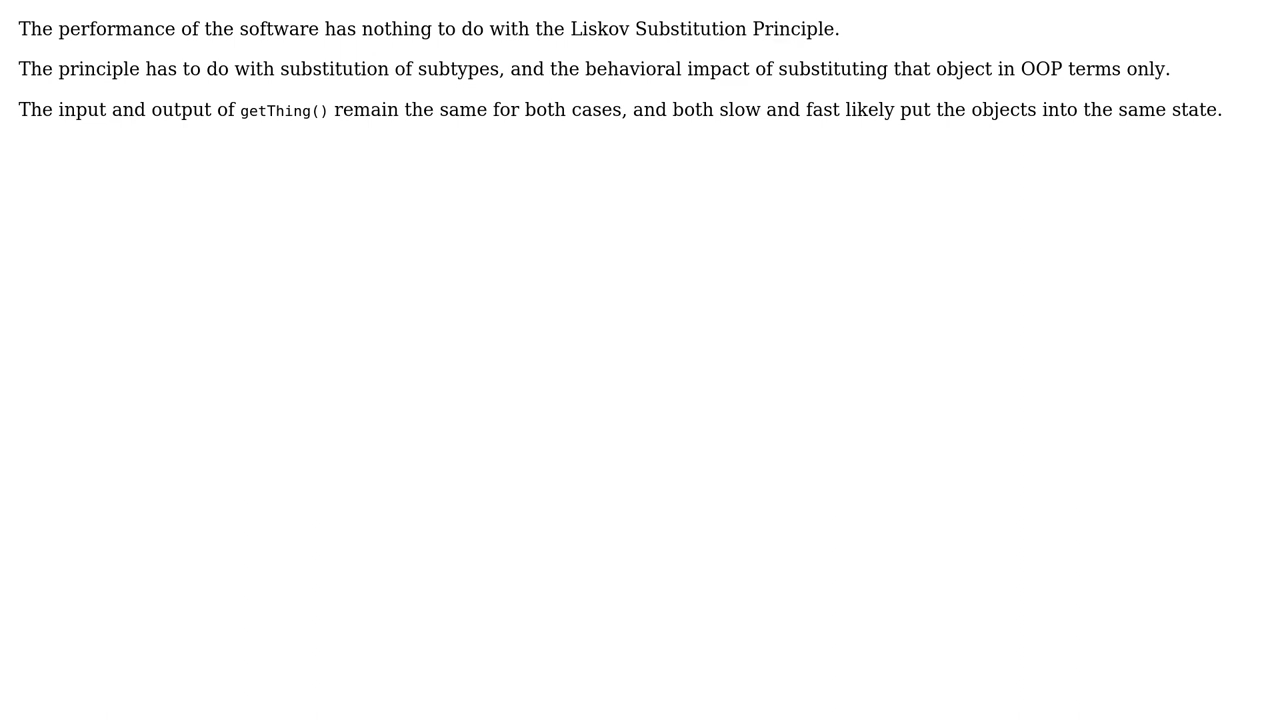 The performance of the software has nothing to do with the Liskov Substitution Principle.
The principle has to do with substitution of subtypes, and the behavioral impact of substituting that object in OOP terms only.
The input and output of getThing() remain the same for both cases, and both slow and fast likely put the objects into the same state.